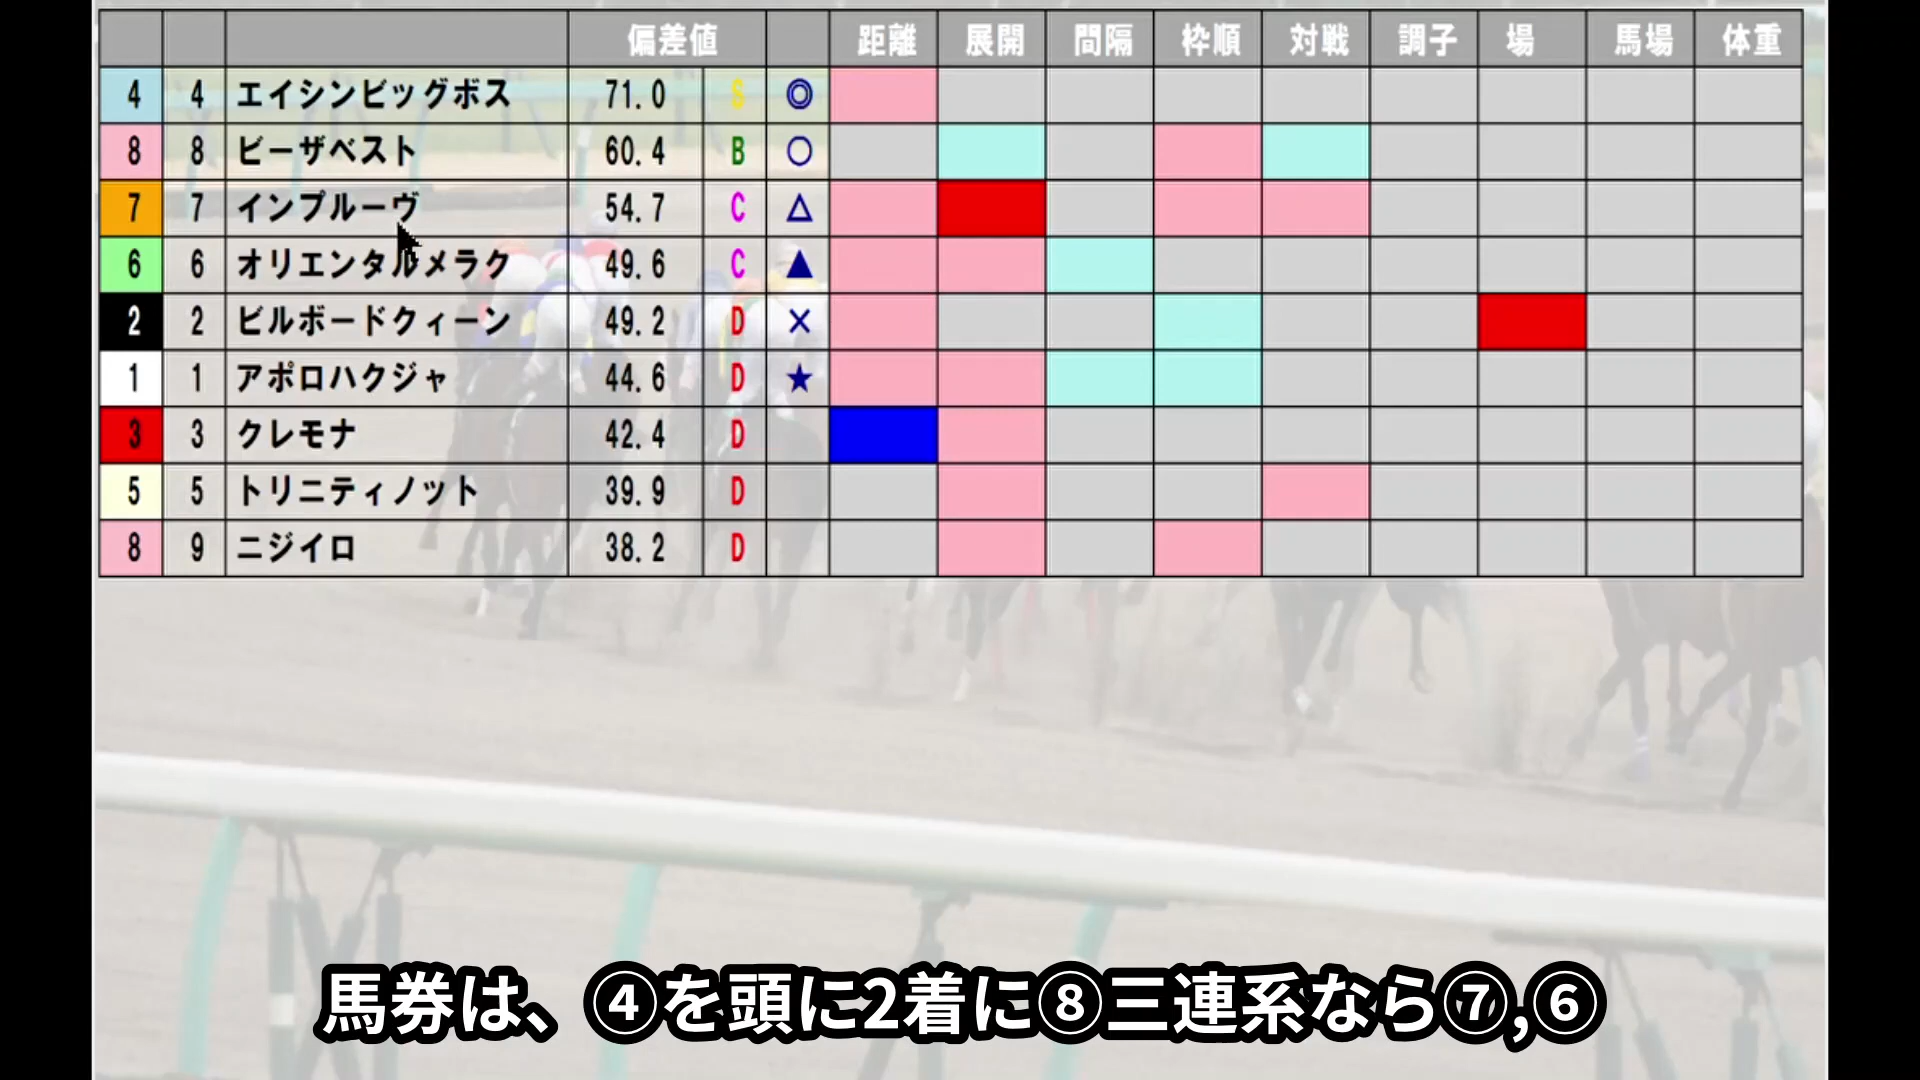 偏差値 距離 展開 間隔 枠順 対戦 調子 場 馬場 体重
4 4 エイシンビッグボス 71.0 S ◎
8 8 ビーザベスト 60.4 B ○
7 7 インプルーヴ 54.7 C △
6 6 オリエンタルメラク 49.6 C ▲
2 2 ビルボードクィーン 49.2 D ×
1 1 アポロハクジャ 44.6 D ★
3 3 クレモナ 42.4 D
5 5 トリニティノット 39.9 D
8 9 ニジイロ 38.2 D
馬券は、④を頭に2着に⑧三連系なら⑦,⑥